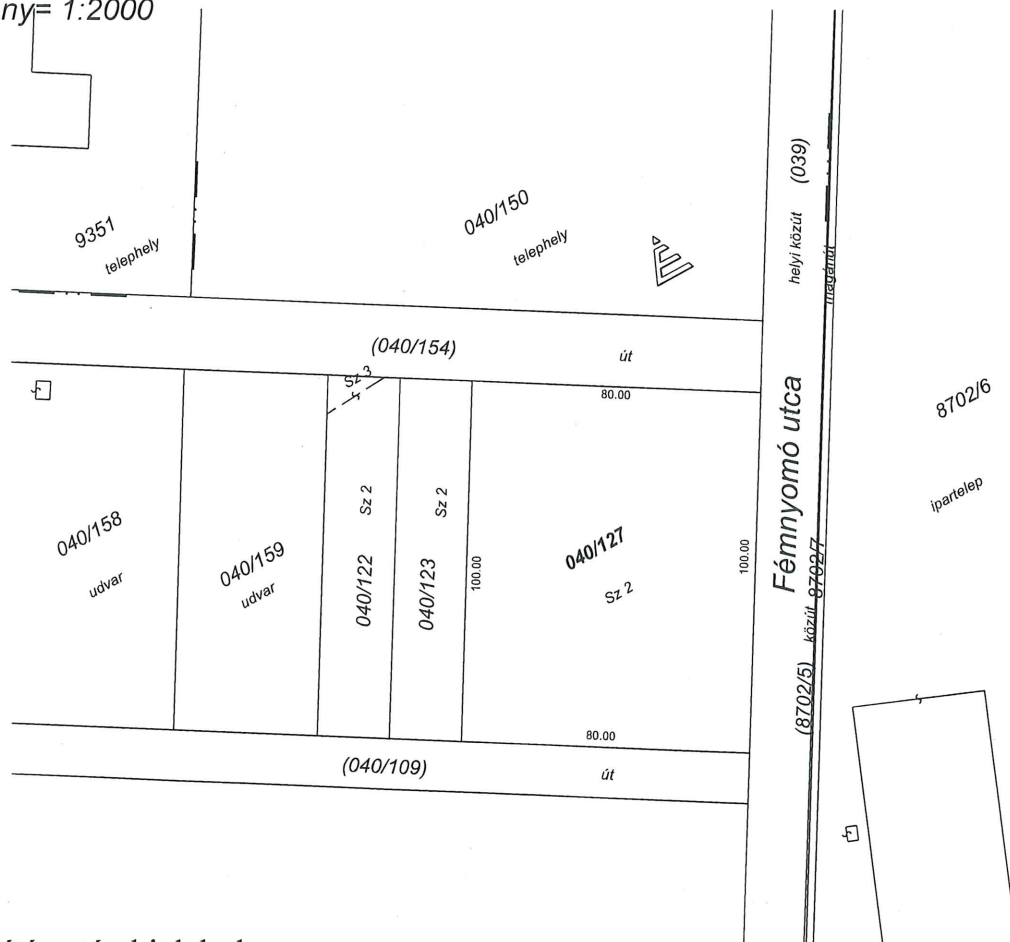 ny= 1:2000
(039)
helyi közút
magánút
040/150
telephely
9351
telephely
(040/154)
út
Sz 3
80.00
Fémnyomó utca
8702/6
ipartelep
040/158
udvar
040/159
udvar
Sz 2
040/122
Sz 2
040/123
100.00
040/127
Sz 2
100.00
8702/7
közút
(8702/5)
80.00
(040/109)
út